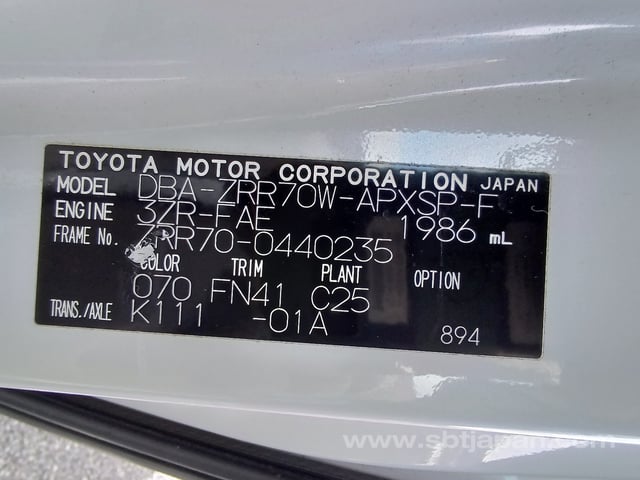 TOYOTA MOTOR CORPORATION JAPAN
MODEL DBA-ZRR70W-APXSP-F
ENGINE 3ZR-FAE 1986 mL
FRAME No. ZRR70-0440235
COLOR TRIM PLANT OPTION
070 FN41 C25
TRANS./AXLE K111 -01A 894
www.sbtjapan.com